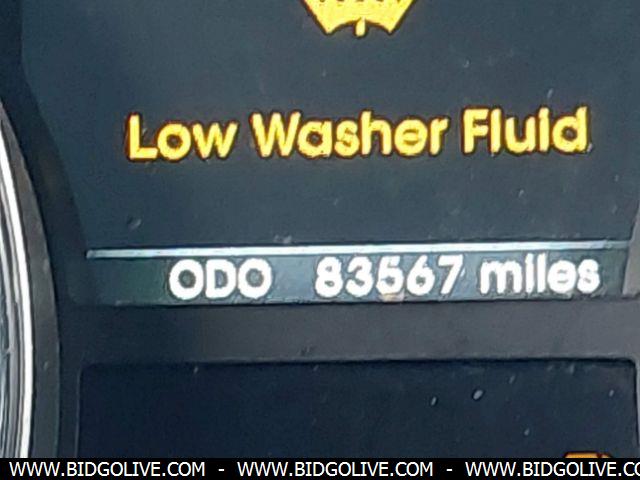 Low Washer Fluid
ODO 83567 miles
WWW.BIDGOLIVE.COM - WWW.BIDGOLIVE.COM - WWW.BIDGOLIVE.CO